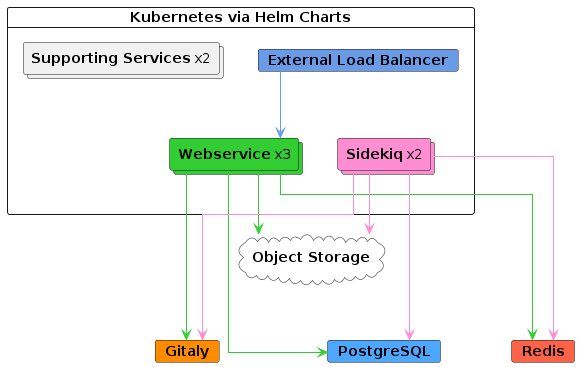 Kubernetes via Helm Charts
Supporting Services x2
External Load Balancer
Webservice x3
Sidekiq x2
Object Storage
Gitaly
PostgreSQL
Redis